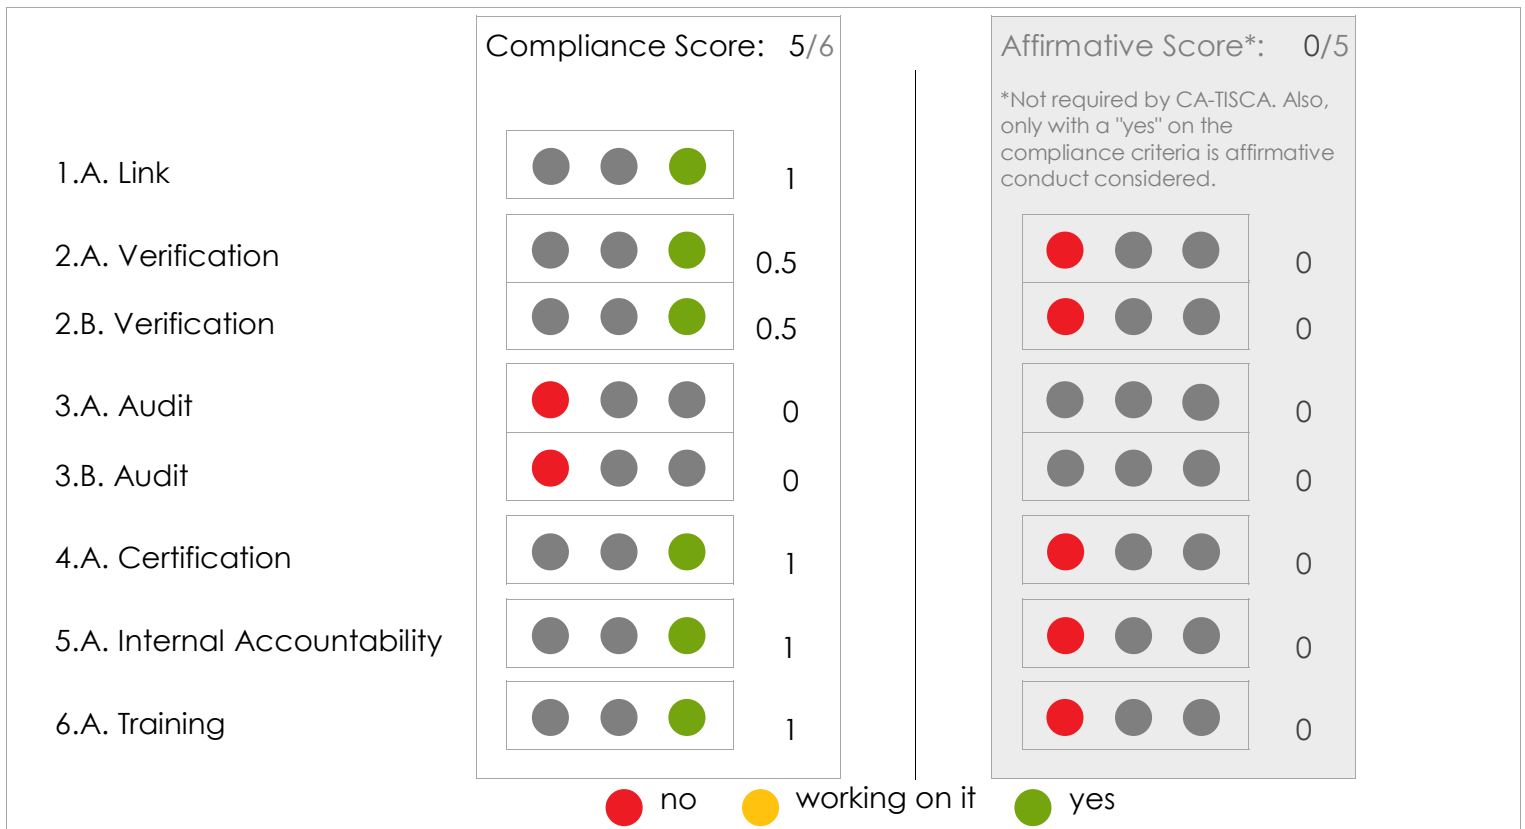 Compliance Score: 5/6
Affirmative Score*: 0/5
*Not required by CA-TISCA. Also,
only with a "yes" on the
compliance criteria is affirmative
conduct considered.
1.A. Link 1
2.A. Verification 0.5 0
2.B. Verification 0.5 0
3.A. Audit 0 0
3.B. Audit 0 0
4.A. Certification 1 0
5.A. Internal Accountability 1 0
6.A. Training 1 0
no working on it yes